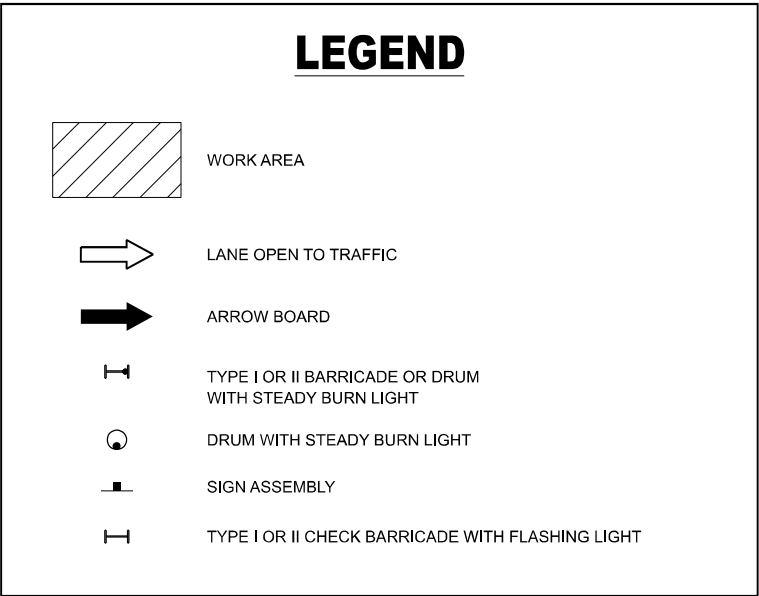 LEGEND
WORK AREA
LANE OPEN TO TRAFFIC
ARROW BOARD
TYPE I OR II BARRICADE OR DRUM
WITH STEADY BURN LIGHT
DRUM WITH STEADY BURN LIGHT
SIGN ASSEMBLY
TYPE I OR II CHECK BARRICADE WITH FLASHING LIGHT